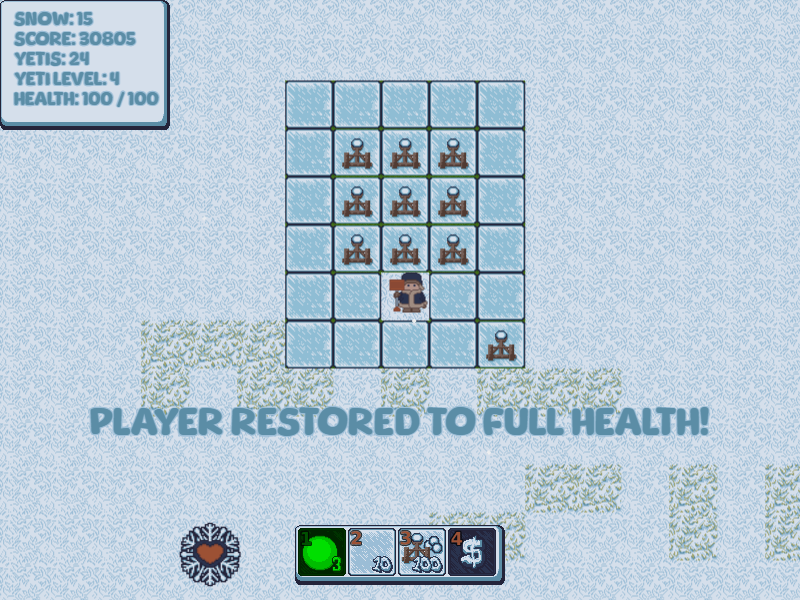 SNOW: 15
SCORE: 30805
YETIS: 24
YETI LEVEL: 4
HEALTH: 100 / 100
PLAYER RESTORED TO FULL HEALTH!
1 2 3 4
3 10 100 $